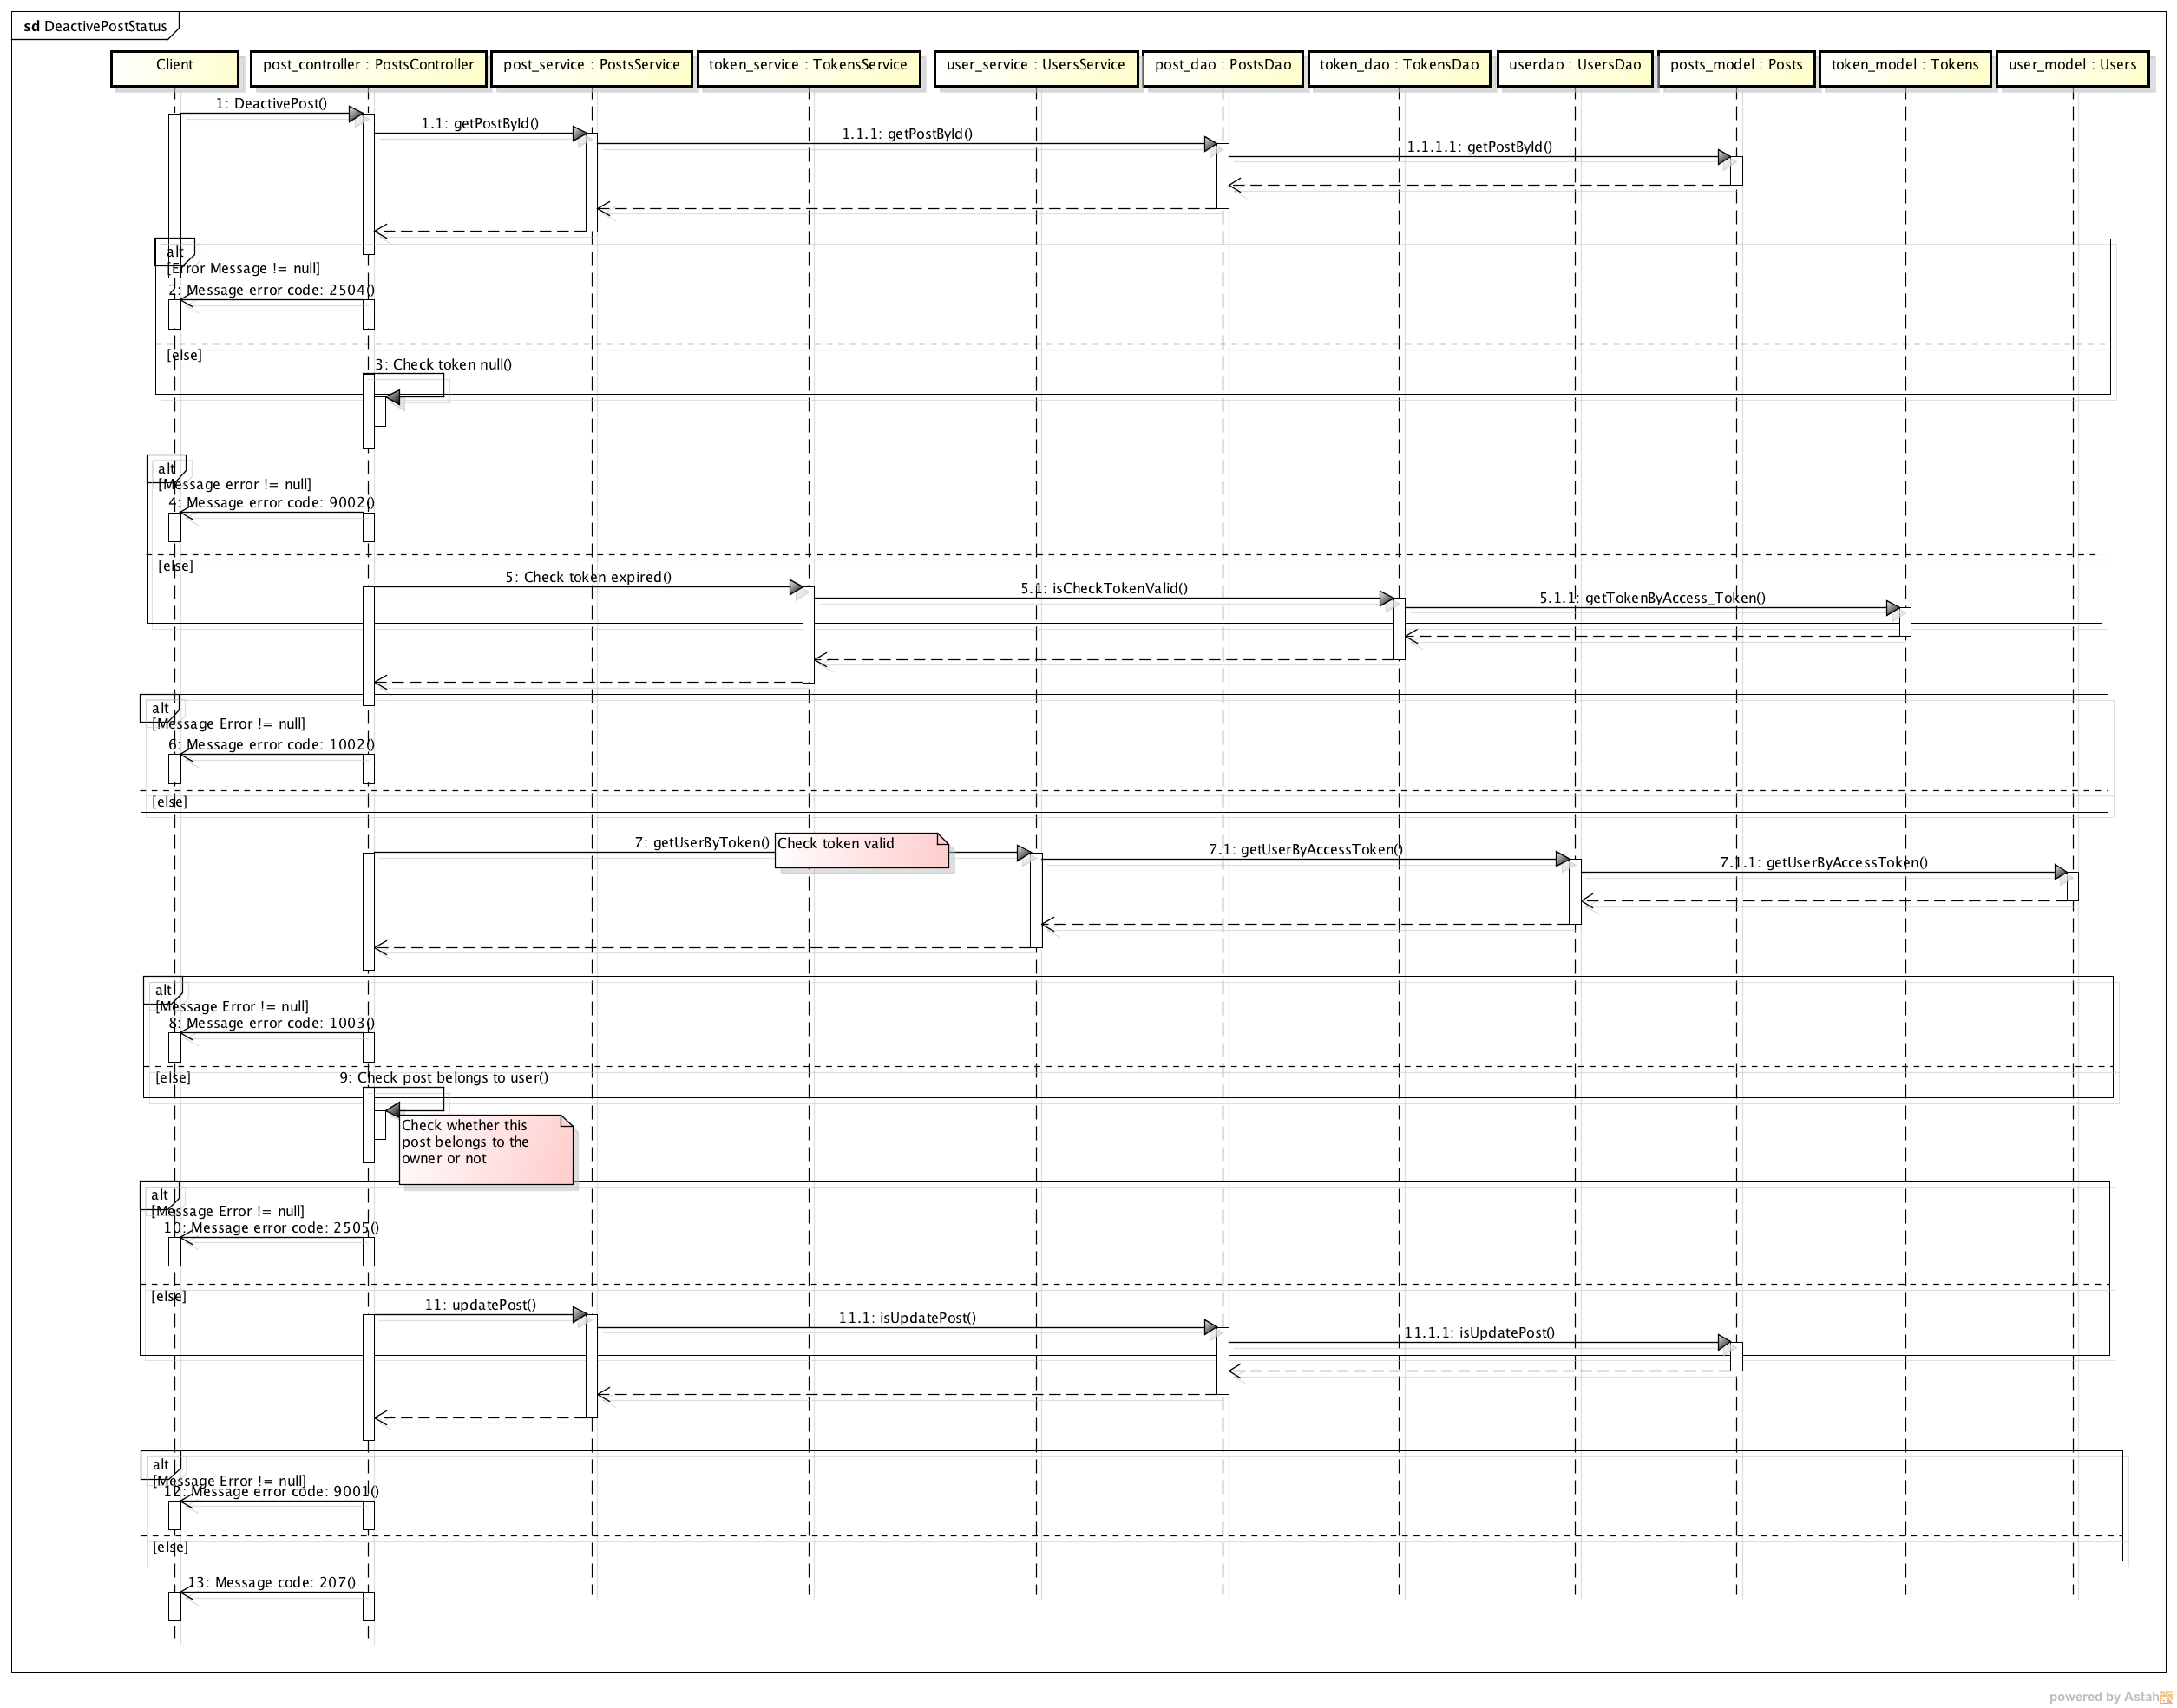 sd DeactivePostStatus
Client
post_controller : PostsController
post_service : PostsService
token_service : TokensService
user_service : UsersService
post_dao : PostsDao
token_dao : TokensDao
userdao : UsersDao
posts_model : Posts
token_model : Tokens
user_model : Users
1: DeactivePost()
1.1: getPostById()
1.1.1: getPostById()
1.1.1.1: getPostById()
alt
[Error Message != null]
2: Message error code: 2504()
[else]
3: Check token null()
alt
[Message error != null]
4: Message error code: 9002()
[else]
5: Check token expired()
5.1: isCheckTokenValid()
5.1.1: getTokenByAccess_Token()
alt
[Message Error != null]
6: Message error code: 1002()
[else]
7: getUserByToken()
Check token valid
7.1: getUserByAccessToken()
7.1.1: getUserByAccessToken()
alt
[Message Error != null]
8: Message error code: 1003()
[else]
9: Check post belongs to user()
Check whether this
post belongs to the
owner or not
alt
[Message Error != null]
10: Message error code: 2505()
[else]
11: updatePost()
11.1: isUpdatePost()
11.1.1: isUpdatePost()
alt
[Message Error != null]
12: Message error code: 9001()
[else]
13: Message code: 207()
powered by Astah